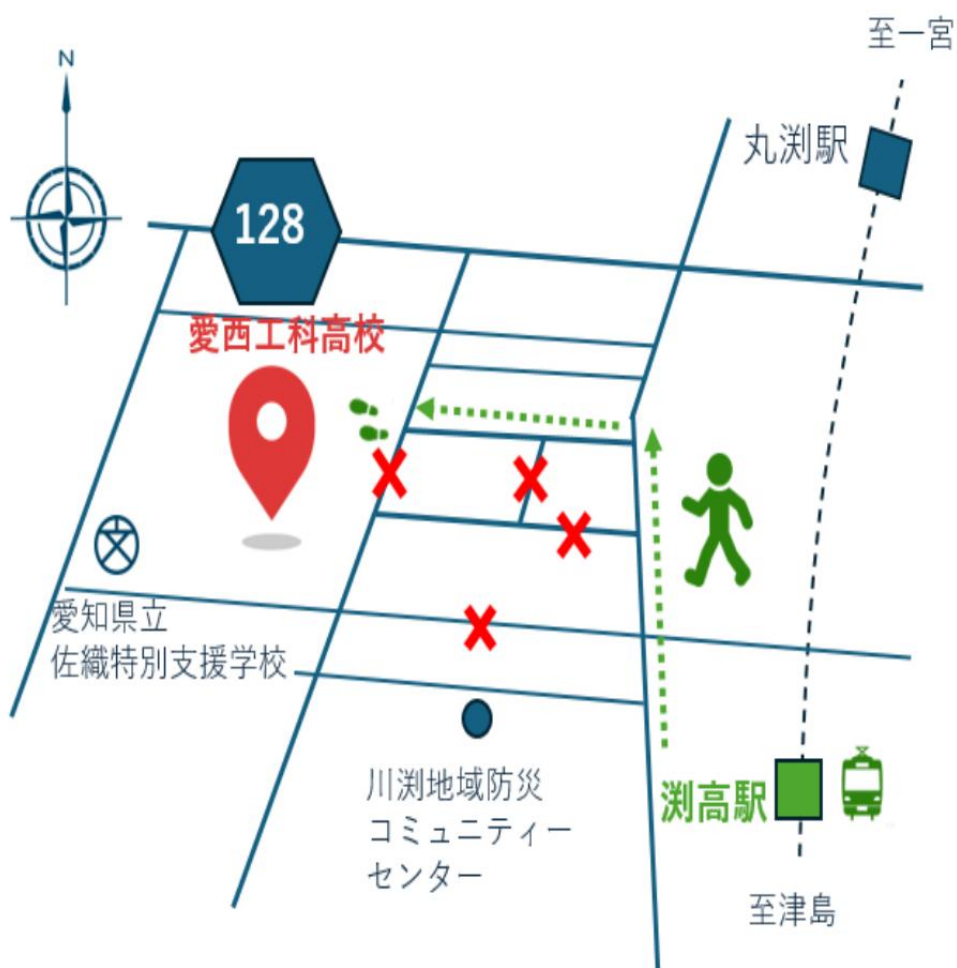 至一宮
N
丸渕駅
128
愛西工科高校
愛知県立
佐織特別支援学校
川渕地域防災
コミュニティー
センター
渕高駅
至津島